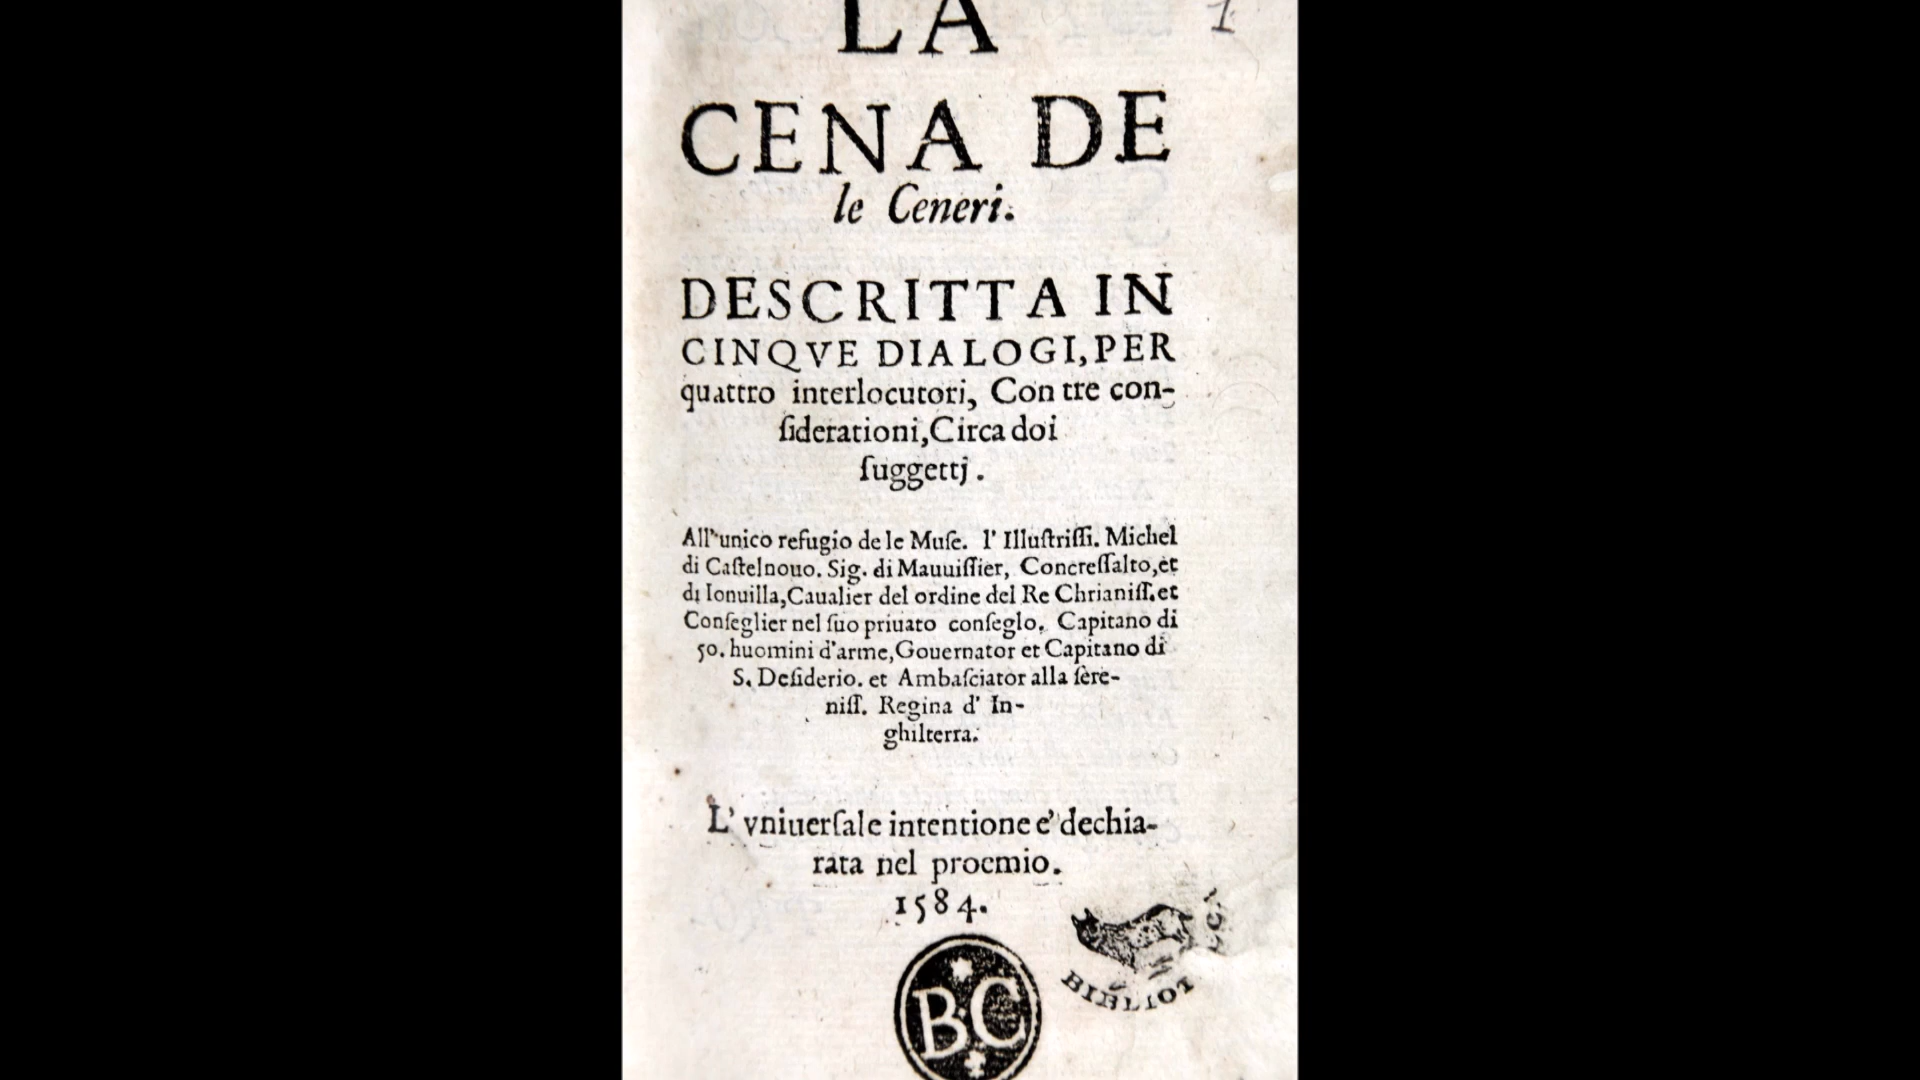 1
LA
CENA DE
le Ceneri.
DESCRITTA IN
CINQVE DIALOGI, PER
quattro interlocutori, Con tre con-
ſiderationi, Circa doi
ſuggettj.
All'unico refugio de le Muſe. l' Illuſtriſſi. Michel
di Caſtelnouo. Sig. di Mauuiſſier, Concreſſalto, et
di Ionuilla, Caualier del ordine del Re Chrianiſſ. et
Conſeglier nel ſuo priuato conſeglo. Capitano di
50. huomini d'arme, Gouernator et Capitano di
S. Deſiderio. et Ambaſciator alla ſere-
niſſ. Regina d' In-
ghilterra.
L' vniuerſale intentione e' dechia-
rata nel proemio.
1584.
BIBLIOT
B.C